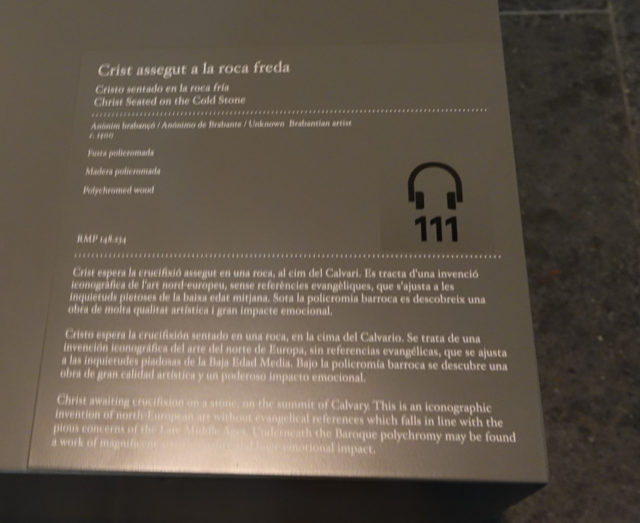 Crist assegut a la roca freda
Cristo sentado en la roca fría
Christ Seated on the Cold Stone
Anònim brabançó / Anónimo de Brabante / Unknown Brabantian artist
c. 1500
Fusta policromada
Madera policromada
Polychromed wood
111
RMP 148.234
Crist espera la crucifixió assegut en una roca, al cim del Calvari. Es tracta d'una invenció
iconogràfica de l'art nord-europeu, sense referències evangèliques, que s'ajusta a les
inquietuds pietoses de la baixa edat mitjana. Sota la policromia barroca es descobreix una
obra de molta qualitat artística i gran impacte emocional.
Cristo espera la crucifixión sentado en una roca, en la cima del Calvario. Se trata de una
invención iconográfica del arte del norte de Europa, sin referencias evangélicas, que se ajusta
a las inquietudes piadosas de la Baja Edad Media. Bajo la policromía barroca se descubre una
obra de gran calidad artística y un poderoso impacto emocional.
Christ awaiting crucifixion on a stone, on the summit of Calvary. This is an iconographic
invention of north-European art without evangelical references which falls in line with the
pious concerns of the Late Middle Ages. Underneath the Baroque polychromy may be found
a work of magnificent emotional impact.